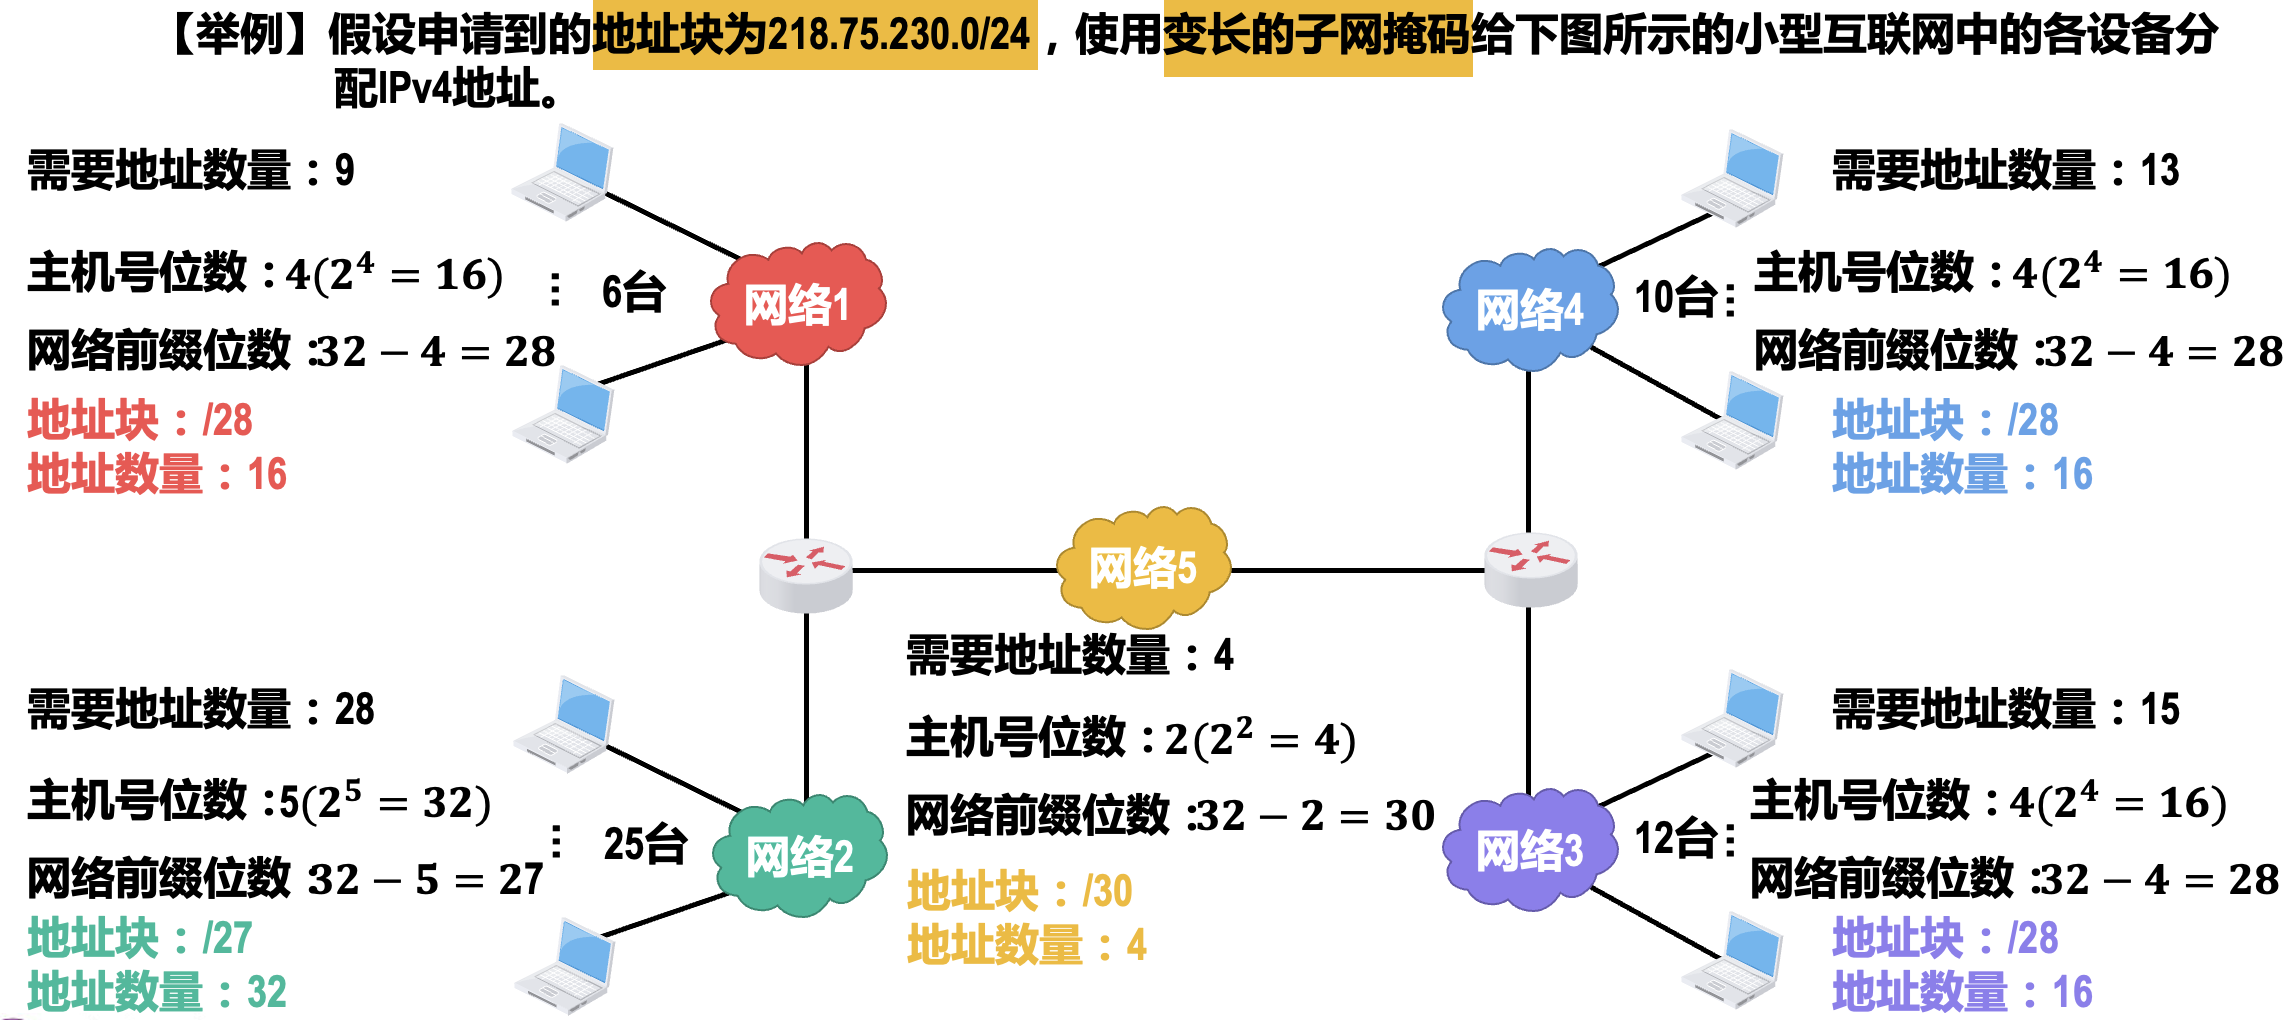 【举例】假设申请到的地址块为218.75.230.0/24，使用变长的子网掩码给下图所示的小型互联网中的各设备分
配IPv4地址。
需要地址数量：9
主机号位数：4(2⁴ = 16)
网络前缀位数：32 − 4 = 28
地址块：/28
地址数量：16
⋮ 6台
网络1
网络4
10台⋮
需要地址数量：13
主机号位数：4(2⁴ = 16)
网络前缀位数：32 − 4 = 28
地址块：/28
地址数量：16
网络5
需要地址数量：4
主机号位数：2(2² = 4)
网络前缀位数：32 − 2 = 30
地址块：/30
地址数量：4
需要地址数量：28
主机号位数：5(2⁵ = 32)
网络前缀位数 32 − 5 = 27
地址块：/27
地址数量：32
⋮ 25台
网络2
网络3
12台⋮
需要地址数量：15
主机号位数：4(2⁴ = 16)
网络前缀位数：32 − 4 = 28
地址块：/28
地址数量：16